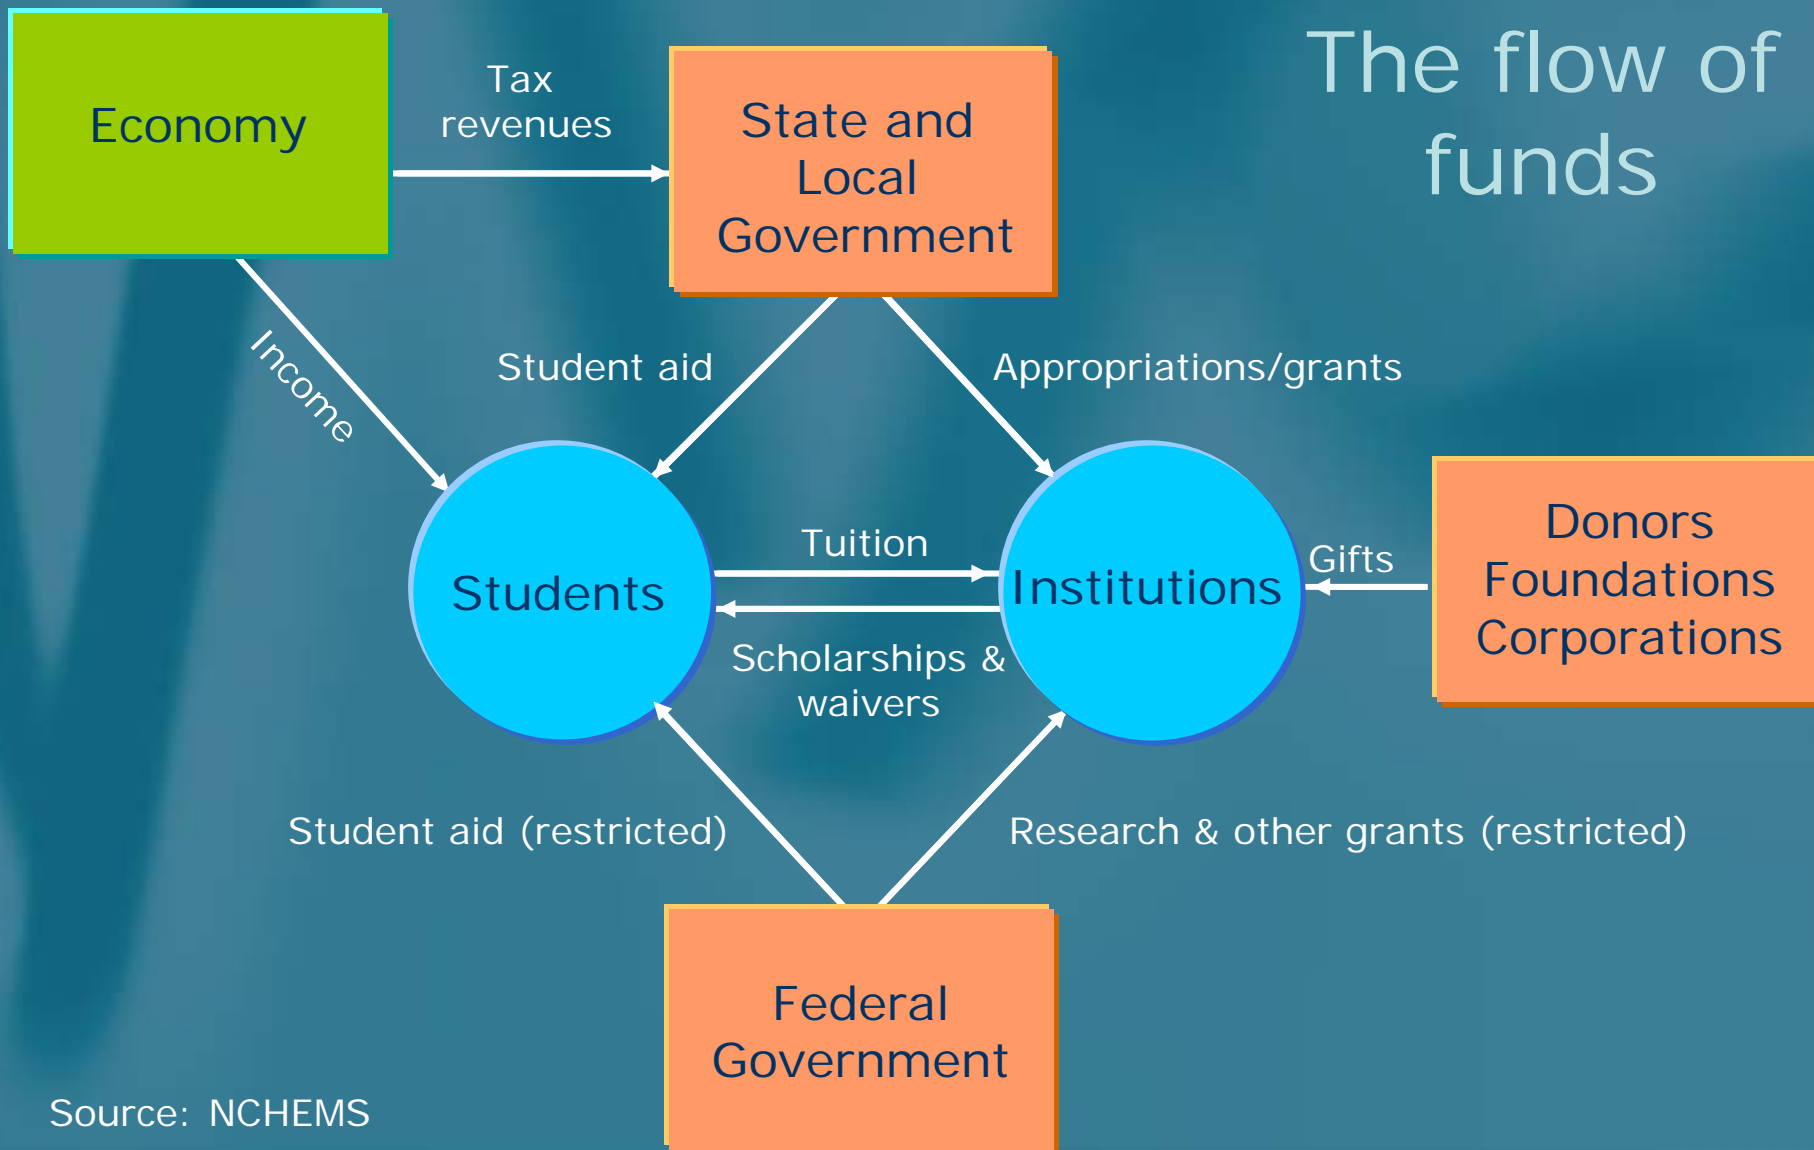 The flow of
funds
Economy
Tax
revenues
State and
Local
Government
Income
Student aid
Appropriations/grants
Students
Tuition
Scholarships &
waivers
Institutions
Gifts
Donors
Foundations
Corporations
Student aid (restricted)
Research & other grants (restricted)
Federal
Government
Source: NCHEMS